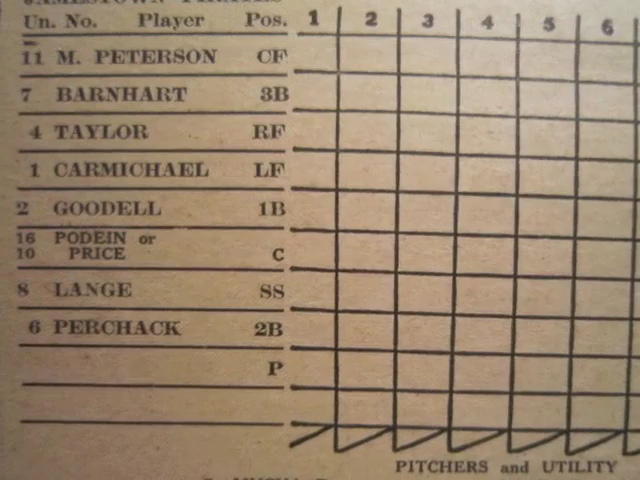 Un. No. Player Pos. 1 2 3 4 5 6
11 M. PETERSON CF
7 BARNHART 3B
4 TAYLOR RF
1 CARMICHAEL LF
2 GOODELL 1B
16 PODEIN or
10 PRICE C
8 LANGE SS
6 PERCHACK 2B
P
PITCHERS and UTILITY